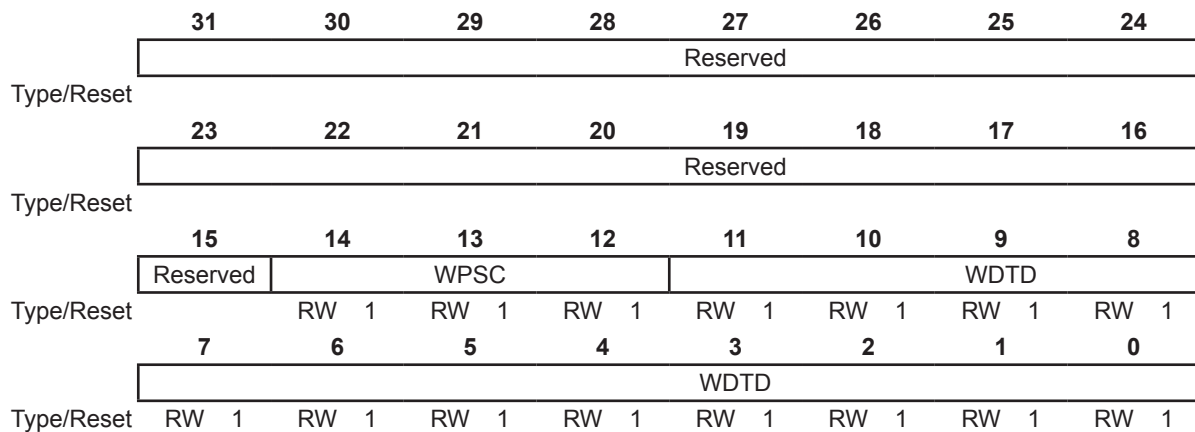 31 30 29 28 27 26 25 24
Reserved
Type/Reset
23 22 21 20 19 18 17 16
Reserved
Type/Reset
15 14 13 12 11 10 9 8
Reserved WPSC WDTD
Type/Reset RW 1 RW 1 RW 1 RW 1 RW 1 RW 1 RW 1
7 6 5 4 3 2 1 0
WDTD
Type/Reset RW 1 RW 1 RW 1 RW 1 RW 1 RW 1 RW 1 RW 1